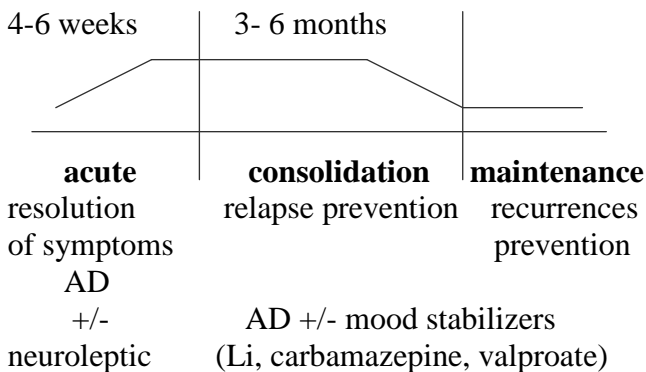 4-6 weeks 3- 6 months
acute consolidation maintenance
resolution relapse prevention recurrences
of symptoms prevention
AD
+/- AD +/- mood stabilizers
neuroleptic (Li, carbamazepine, valproate)